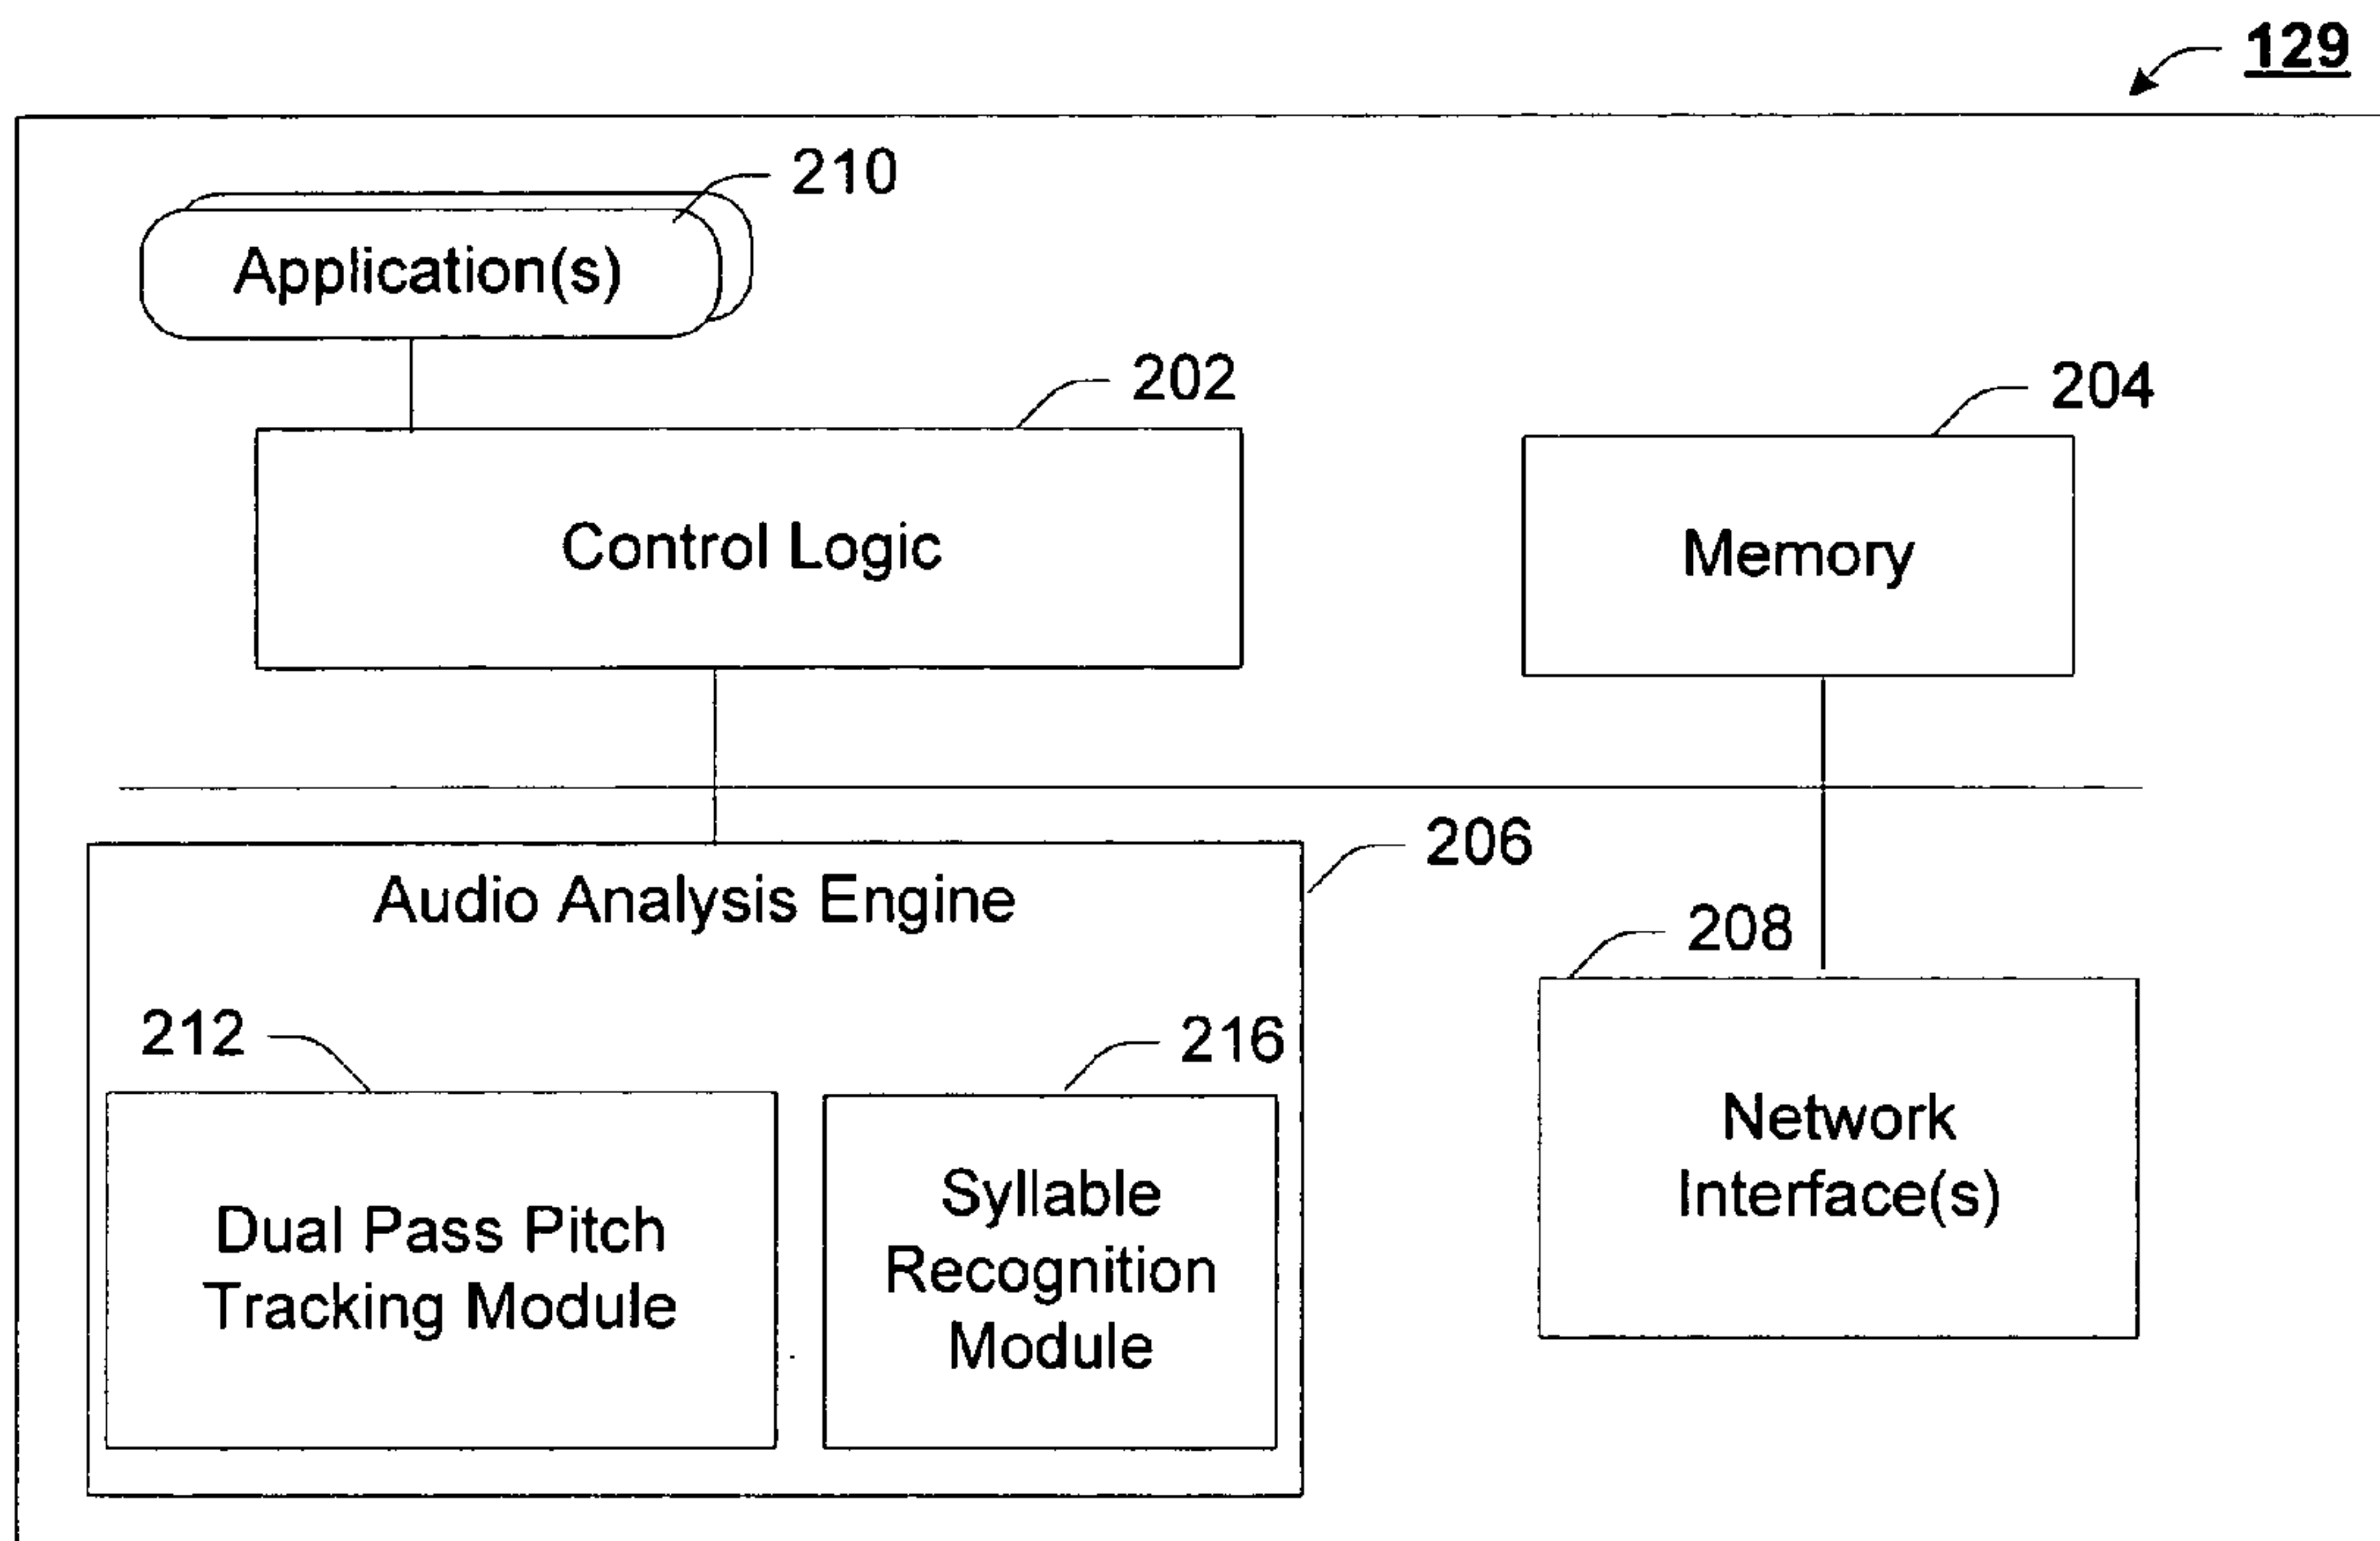 129
210
Application(s)
202
204
Control Logic
Memory
206
Audio Analysis Engine
208
212
216
Dual Pass Pitch
Tracking Module
Syllable
Recognition
Module
Network
Interface(s)